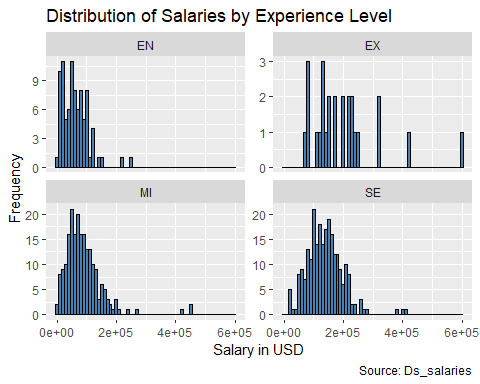 Distribution of Salaries by Experience Level
EN
EX
9
6
3
0
3
2
1
0
MI
SE
20
15
10
5
0
20
15
10
5
0
0e+00
2e+05
4e+05
6e+05
0e+00
2e+05
4e+05
6e+05
Frequency
Salary in USD
Source: Ds_salaries